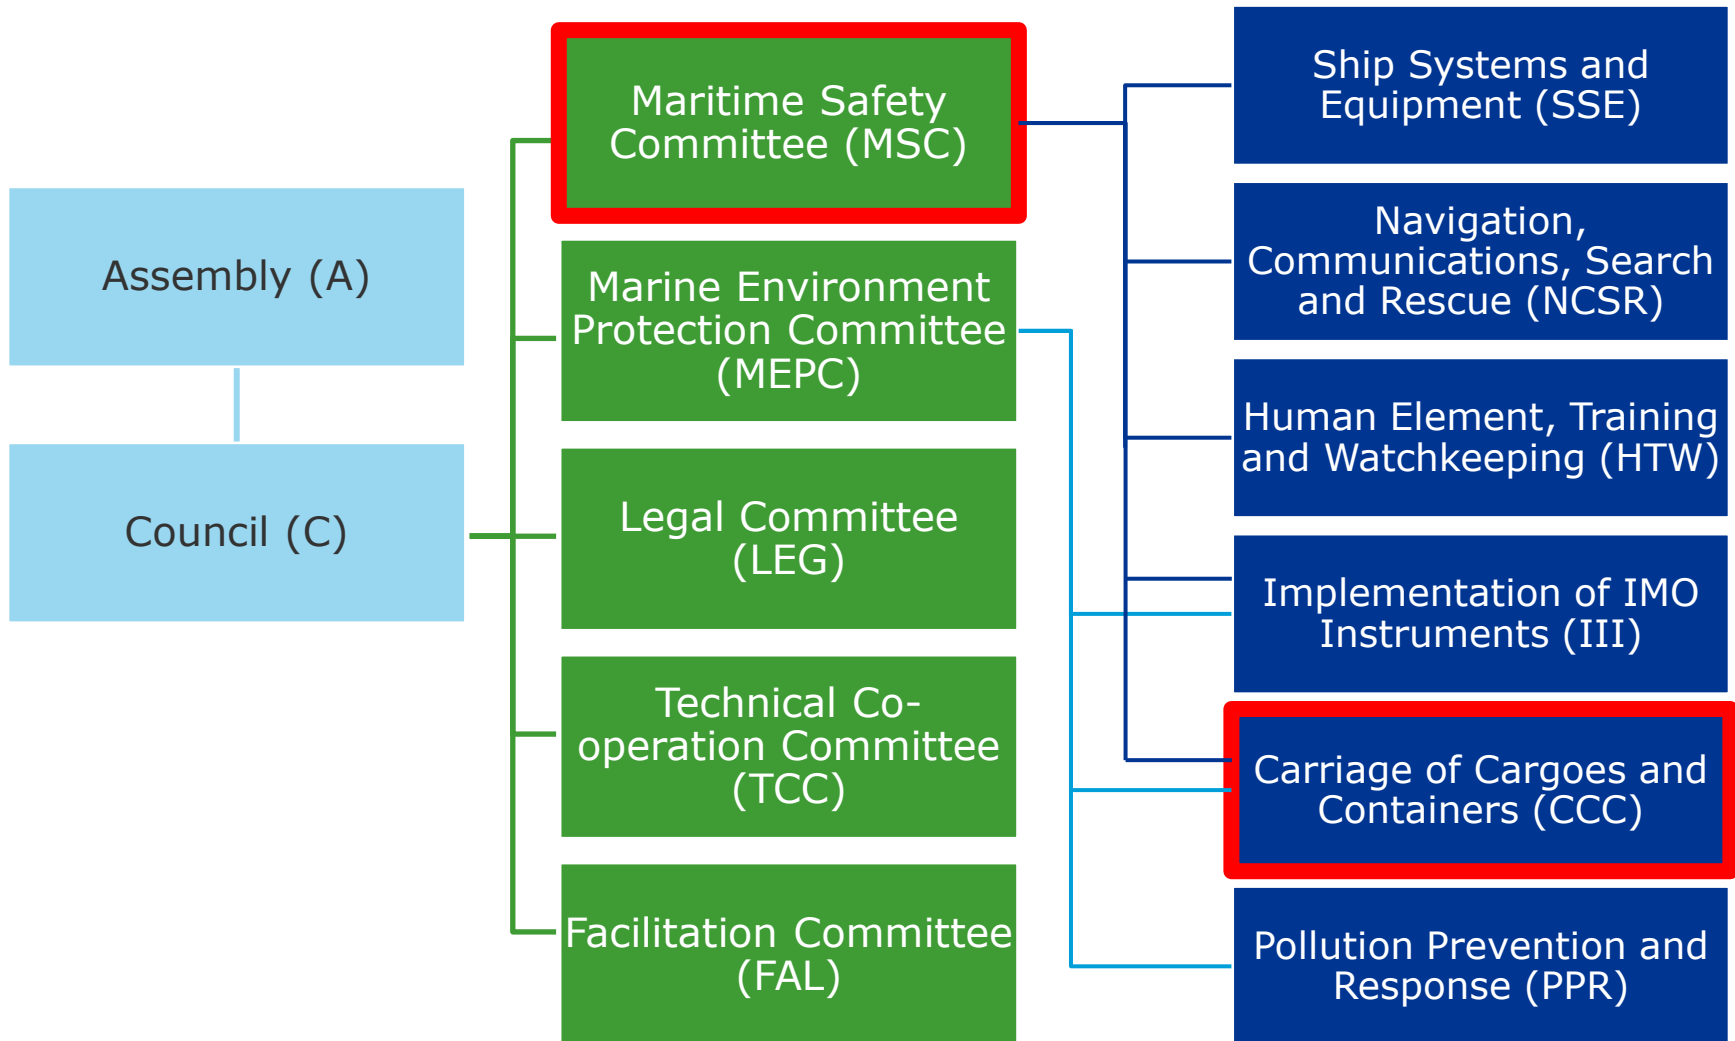 Assembly (A)
Council (C)
Maritime Safety
Committee (MSC)
Marine Environment
Protection Committee
(MEPC)
Legal Committee
(LEG)
Technical Co-
operation Committee
(TCC)
Facilitation Committee
(FAL)
Ship Systems and
Equipment (SSE)
Navigation,
Communications, Search
and Rescue (NCSR)
Human Element, Training
and Watchkeeping (HTW)
Implementation of IMO
Instruments (III)
Carriage of Cargoes and
Containers (CCC)
Pollution Prevention and
Response (PPR)